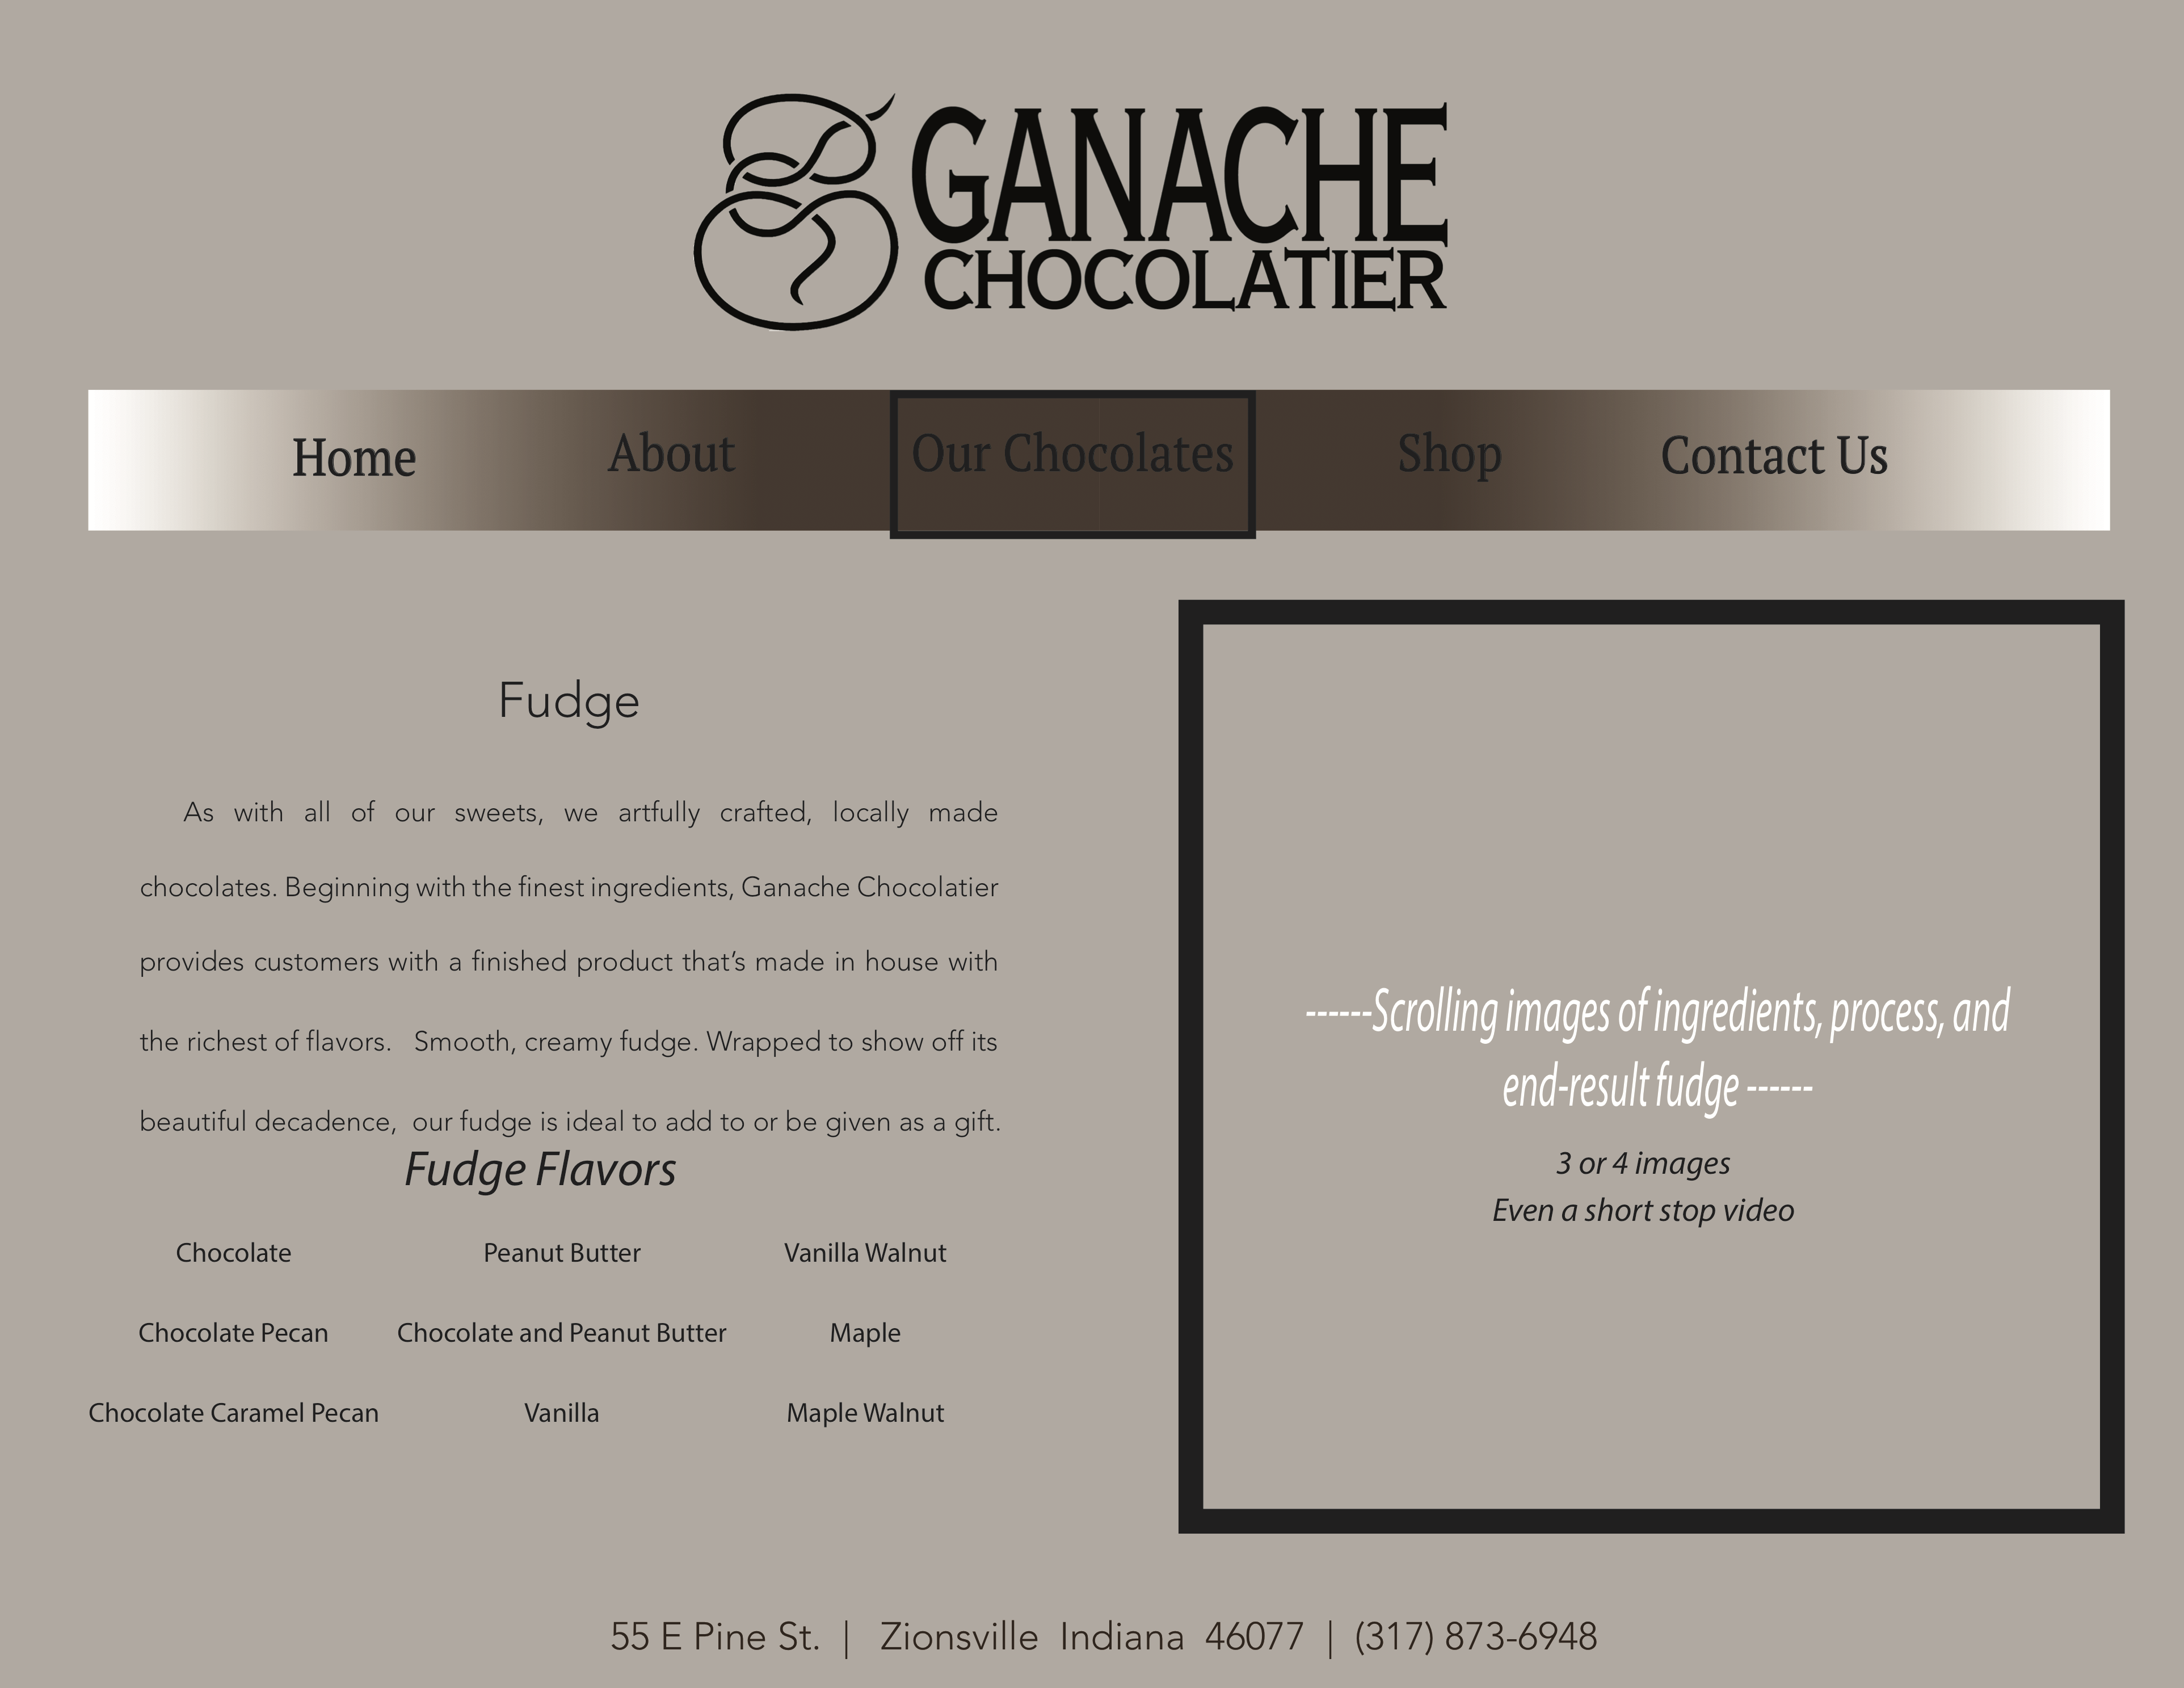 GANACHE
CHOCOLATIER
Home About Our Chocolates Shop Contact Us
Fudge
As with all of our sweets, we artfully crafted, locally made
chocolates. Beginning with the finest ingredients, Ganache Chocolatier
provides customers with a finished product that’s made in house with
the richest of flavors. Smooth, creamy fudge. Wrapped to show off its
beautiful decadence, our fudge is ideal to add to or be given as a gift.
Fudge Flavors
Chocolate Peanut Butter Vanilla Walnut
Chocolate Pecan Chocolate and Peanut Butter Maple
Chocolate Caramel Pecan Vanilla Maple Walnut
------Scrolling images of ingredients, process, and
end-result fudge ------
3 or 4 images
Even a short stop video
55 E Pine St. | Zionsville Indiana 46077 | (317) 873-6948